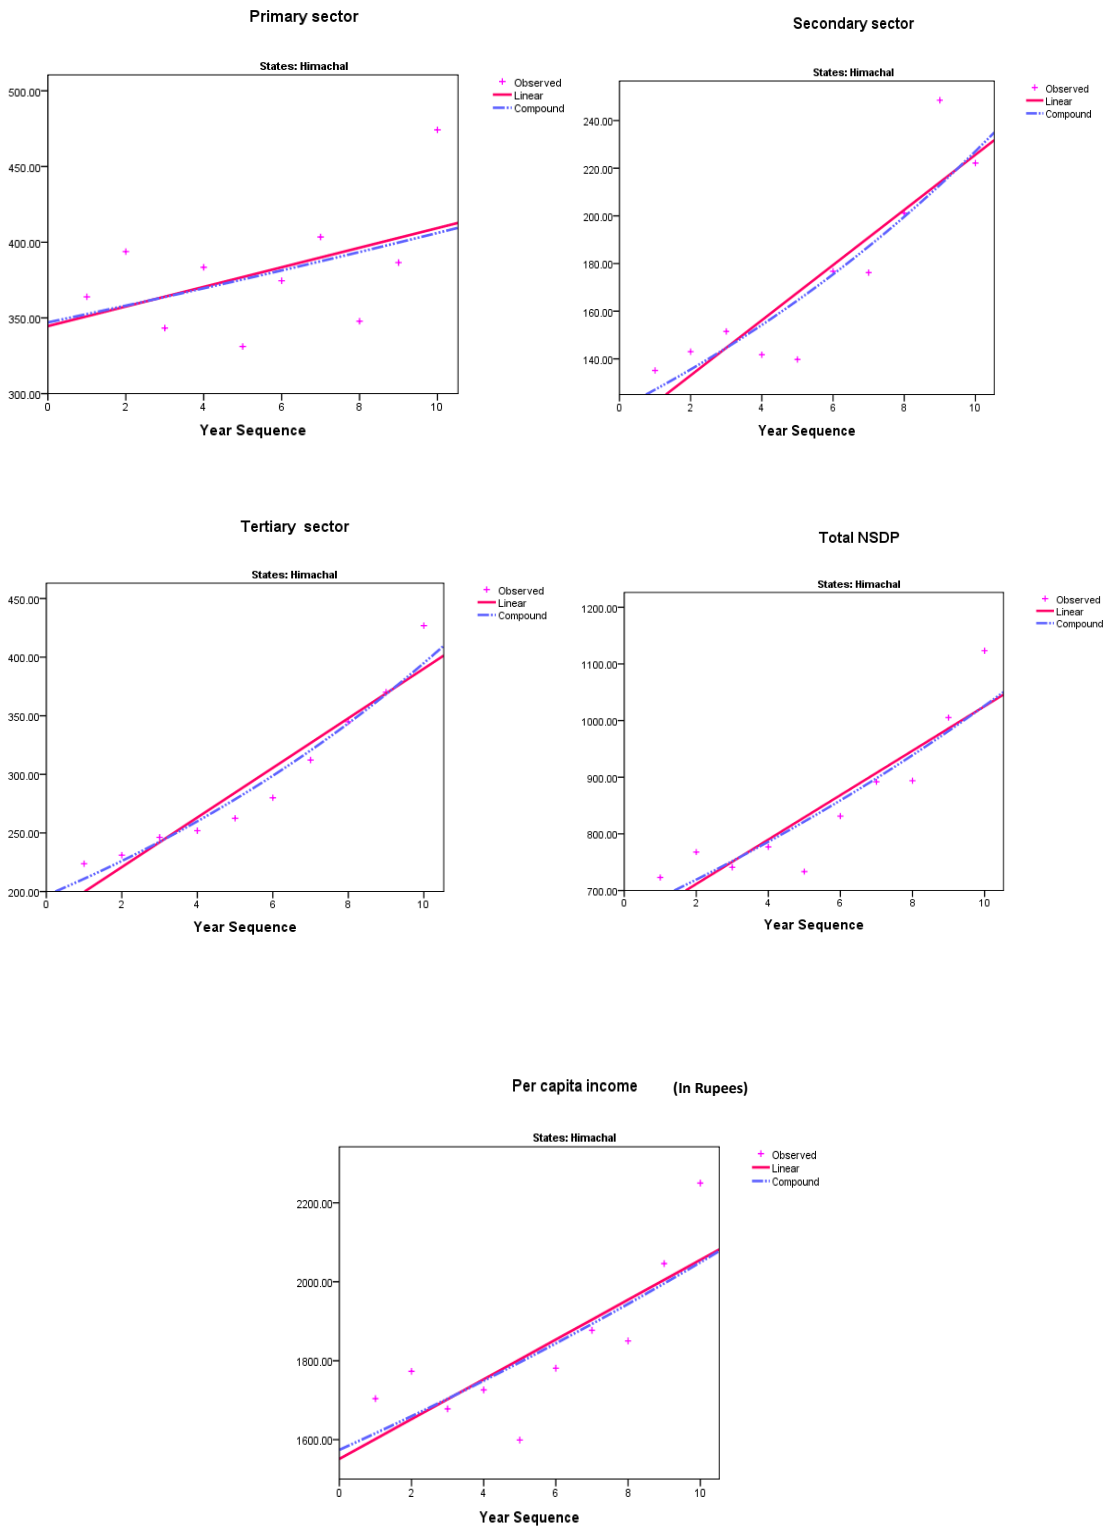 Primary sector
States: Himachal
Observed
Linear
Compound
500.00
450.00
400.00
350.00
300.00
0 2 4 6 8 10
Year Sequence
Secondary sector
States: Himachal
Observed
Linear
Compound
240.00
220.00
200.00
180.00
160.00
140.00
0 2 4 6 8 10
Year Sequence
Tertiary sector
States: Himachal
Observed
Linear
Compound
450.00
400.00
350.00
300.00
250.00
200.00
0 2 4 6 8 10
Year Sequence
Total NSDP
States: Himachal
Observed
Linear
Compound
1200.00
1100.00
1000.00
900.00
800.00
700.00
0 2 4 6 8 10
Year Sequence
Per capita income (In Rupees)
States: Himachal
Observed
Linear
Compound
2200.00
2000.00
1800.00
1600.00
0 2 4 6 8 10
Year Sequence